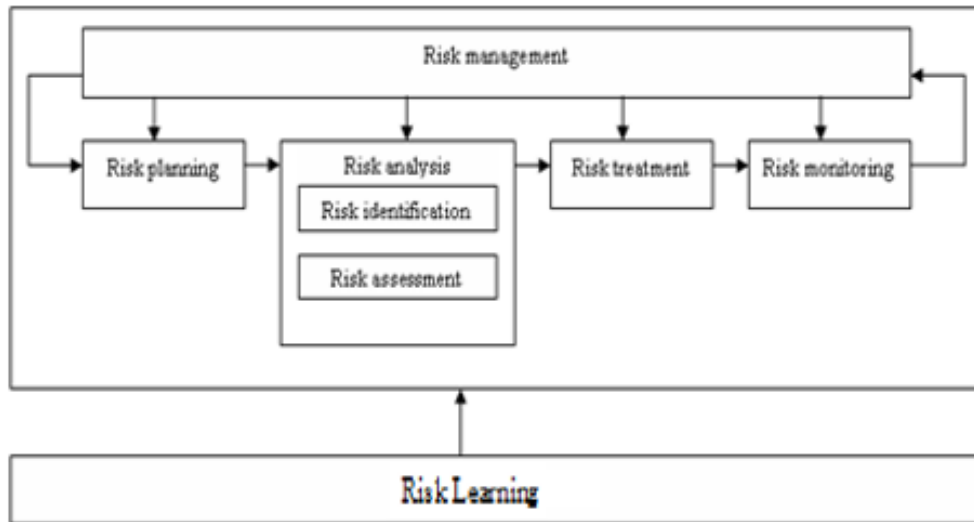 Risk management
Risk planning
Risk analysis
Risk identification
Risk assessment
Risk treatment
Risk monitoring
Risk Learning